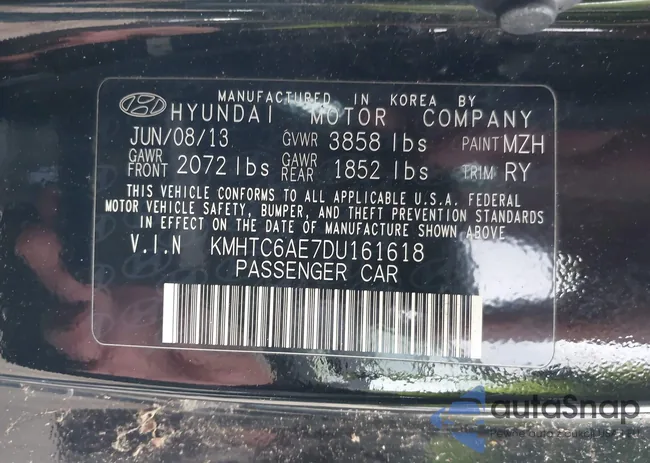 MANUFACTURED IN KOREA BY
HYUNDAI MOTOR COMPANY
JUN/08/13 GVWR 3858 lbs PAINT MZH
GAWR FRONT 2072 lbs GAWR REAR 1852 lbs TRIM RY
THIS VEHICLE CONFORMS TO ALL APPLICABLE U.S.A. FEDERAL
MOTOR VEHICLE SAFETY, BUMPER, AND THEFT PREVENTION STANDARDS
IN EFFECT ON THE DATE OF MANUFACTURE SHOWN ABOVE.
V.I.N KMHTC6AE7DU161618
PASSENGER CAR
autoSnap